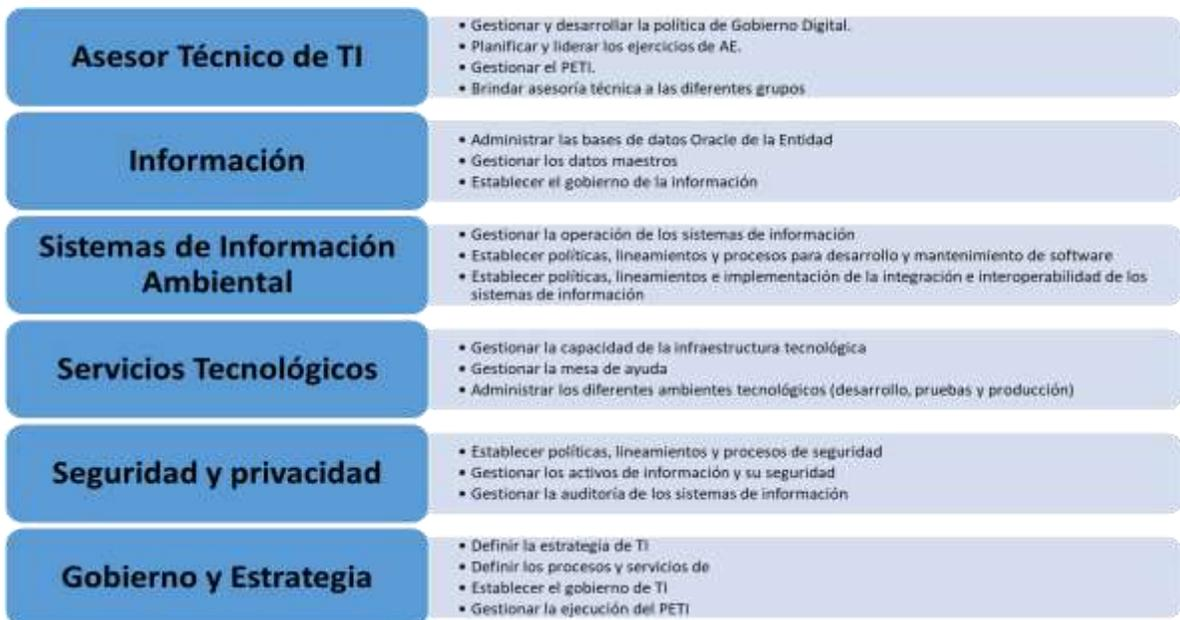 Asesor Técnico de TI
• Gestionar y desarrollar la política de Gobierno Digital.
• Planificar y liderar los ejercicios de AE.
• Gestionar el PETI.
• Brindar asesoría técnica a las diferentes grupos
Información
• Administrar las bases de datos Oracle de la Entidad
• Gestionar los datos maestros
• Establecer el gobierno de la información
Sistemas de Información
Ambiental
• Gestionar la operación de los sistemas de información
• Establecer políticas, lineamientos y procesos para desarrollo y mantenimiento de software
• Establecer políticas, lineamientos e implementación de la integración e interoperabilidad de los
sistemas de información
Servicios Tecnológicos
• Gestionar la capacidad de la infraestructura tecnológica
• Gestionar la mesa de ayuda
• Administrar los diferentes ambientes tecnológicos (desarrollo, pruebas y producción)
Seguridad y privacidad
• Establecer políticas, lineamientos y procesos de seguridad
• Gestionar los activos de información y su seguridad
• Gestionar la auditoría de los sistemas de información
Gobierno y Estrategia
• Definir la estrategia de TI
• Definir los procesos y servicios de
• Establecer el gobierno de TI
• Gestionar la ejecución del PETI